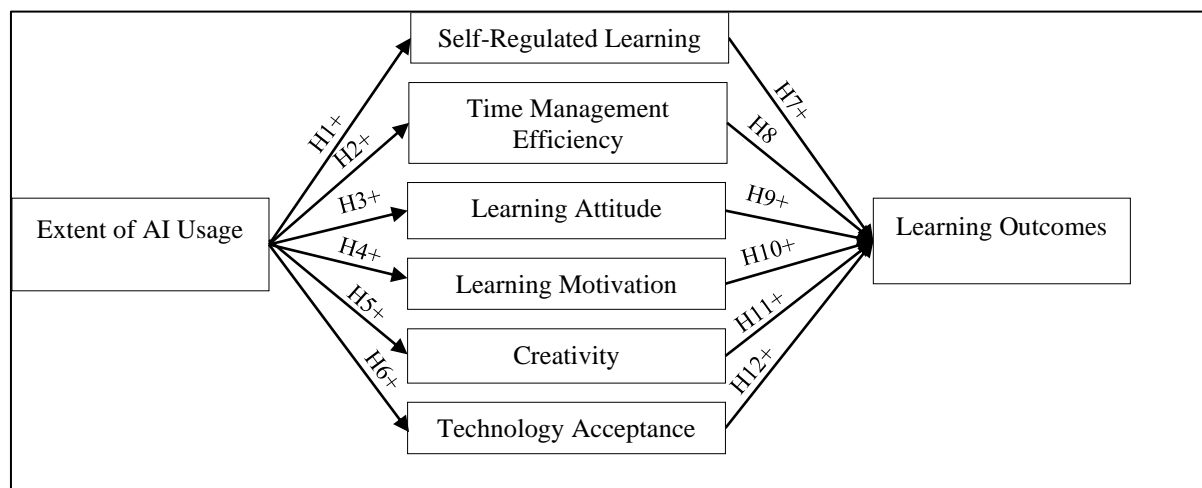 Self-Regulated Learning
H7+
H1+
Time Management
Efficiency
H8
H2+
Extent of AI Usage
H3+
Learning Attitude
H9+
Learning Outcomes
H4+
Learning Motivation
H10+
H5+
Creativity
H11+
H6+
Technology Acceptance
H12+